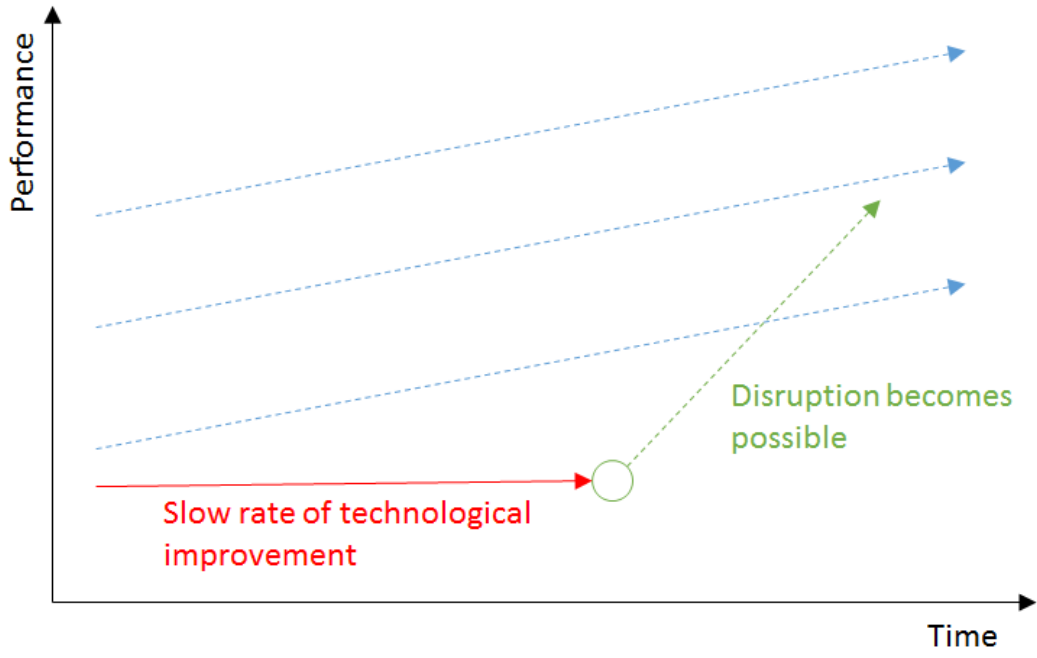 Performance
Disruption becomes
possible
Slow rate of technological
improvement
Time